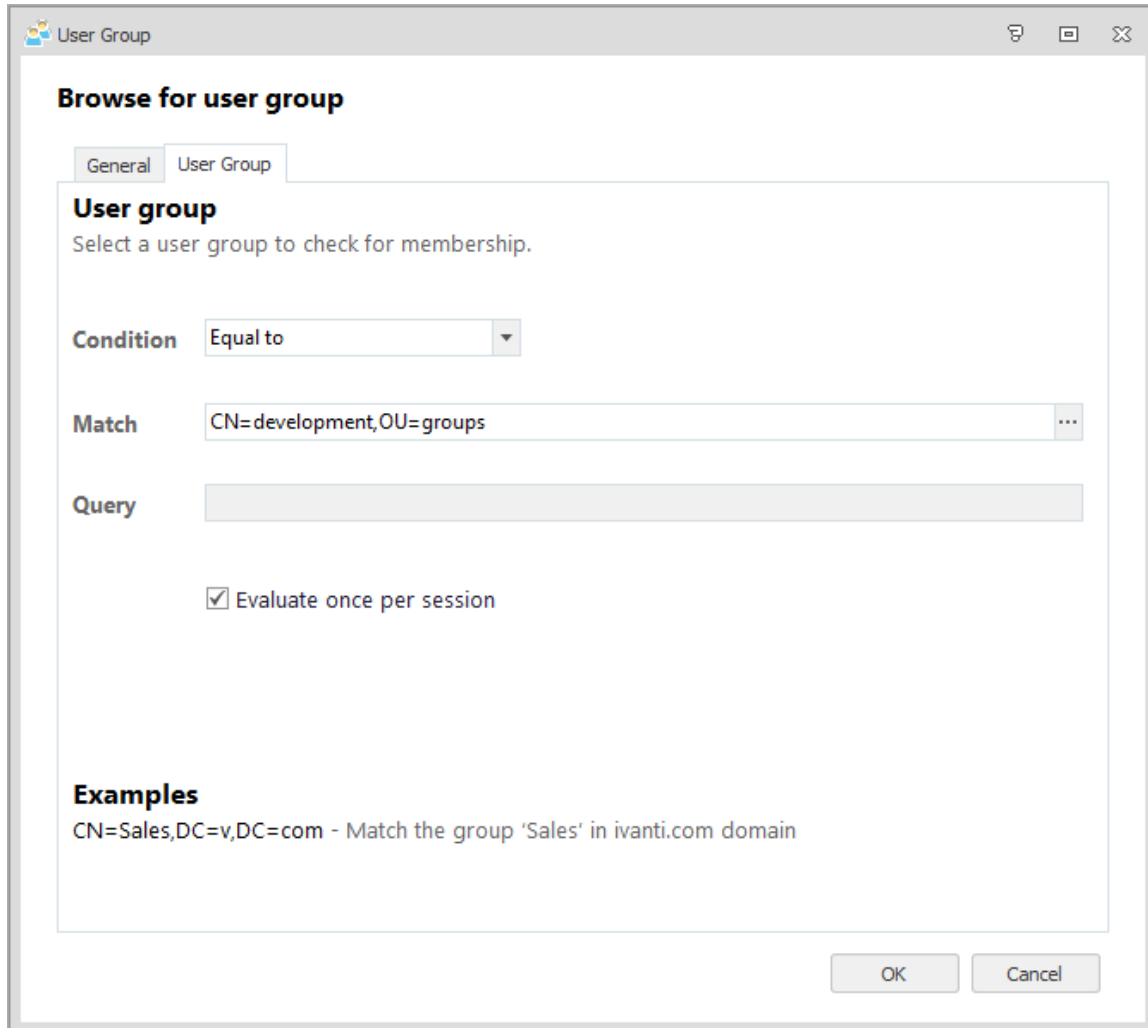 User Group
Browse for user group
General
User Group
User group
Select a user group to check for membership.
Condition
Equal to
Match
CN=development,OU=groups
...
Query
Evaluate once per session
Examples
CN=Sales,DC=v,DC=com - Match the group 'Sales' in ivanti.com domain
OK
Cancel